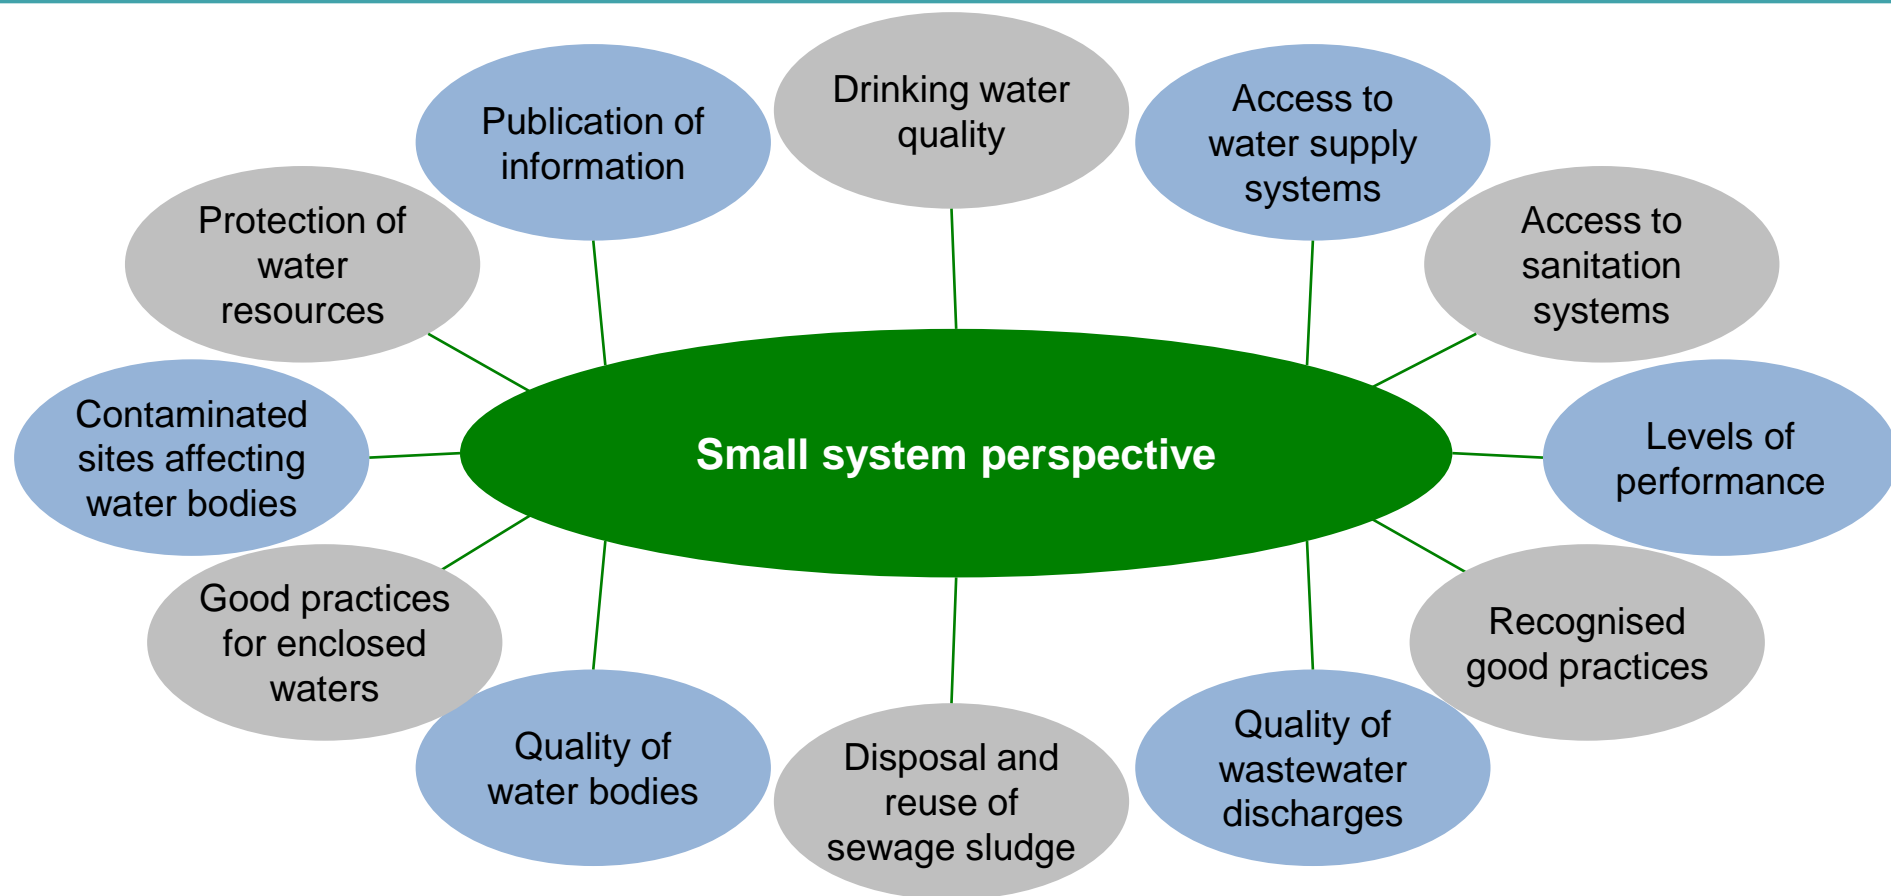 Drinking water
quality
Access to
water supply
systems
Access to
sanitation
systems
Levels of
performance
Recognised
good practices
Quality of
wastewater
discharges
Disposal and
reuse of
sewage sludge
Quality of
water bodies
Good practices
for enclosed
waters
Contaminated
sites affecting
water bodies
Protection of
water
resources
Publication of
information
Small system perspective